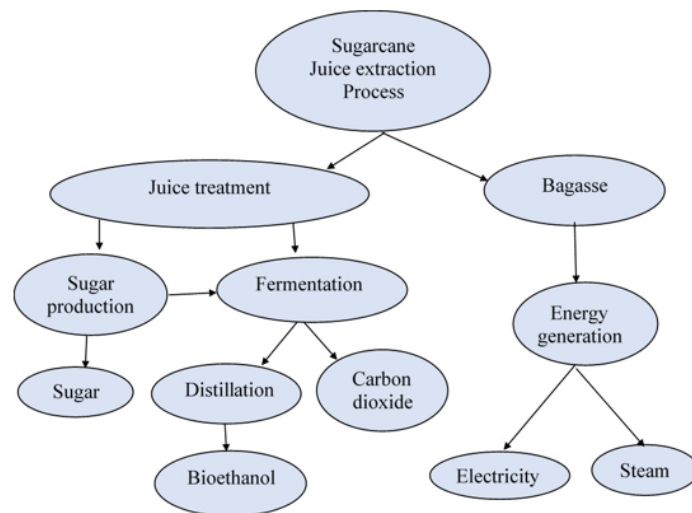 Sugarcane
Juice extraction
Process
Juice treatment
Bagasse
Sugar
production
Fermentation
Energy
generation
Sugar
Distillation
Carbon
dioxide
Bioethanol
Electricity
Steam